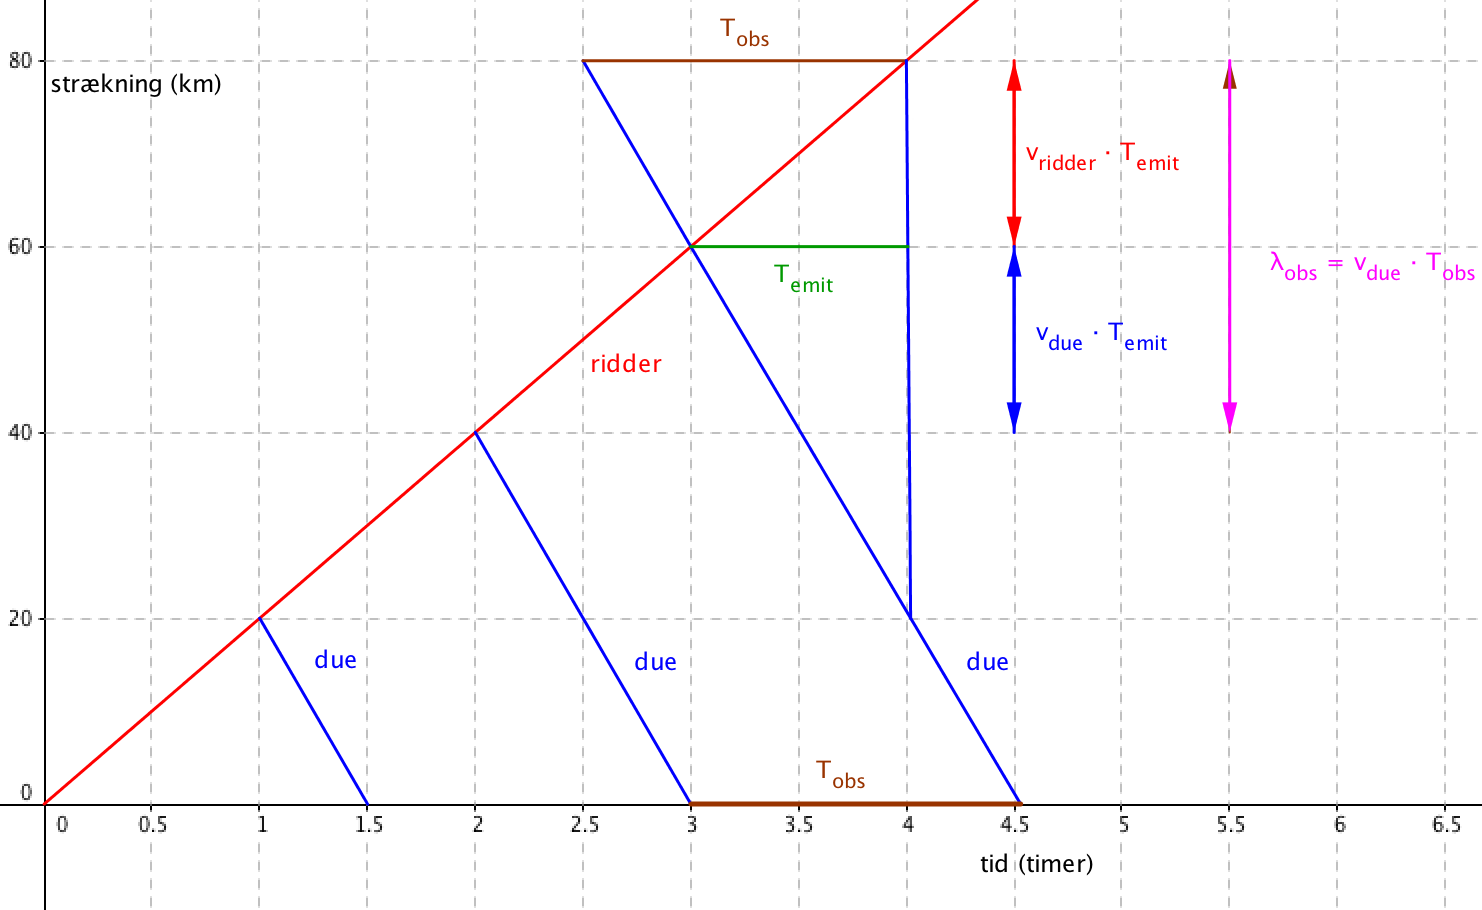 T_obs
80
strækning (km)
v_ridder · T_emit
60
λ_obs = v_due · T_obs
T_emit
v_due · T_emit
ridder
40
20
due
due
due
T_obs
0
0 0.5 1 1.5 2 2.5 3 3.5 4 4.5 5 5.5 6 6.5
tid (timer)